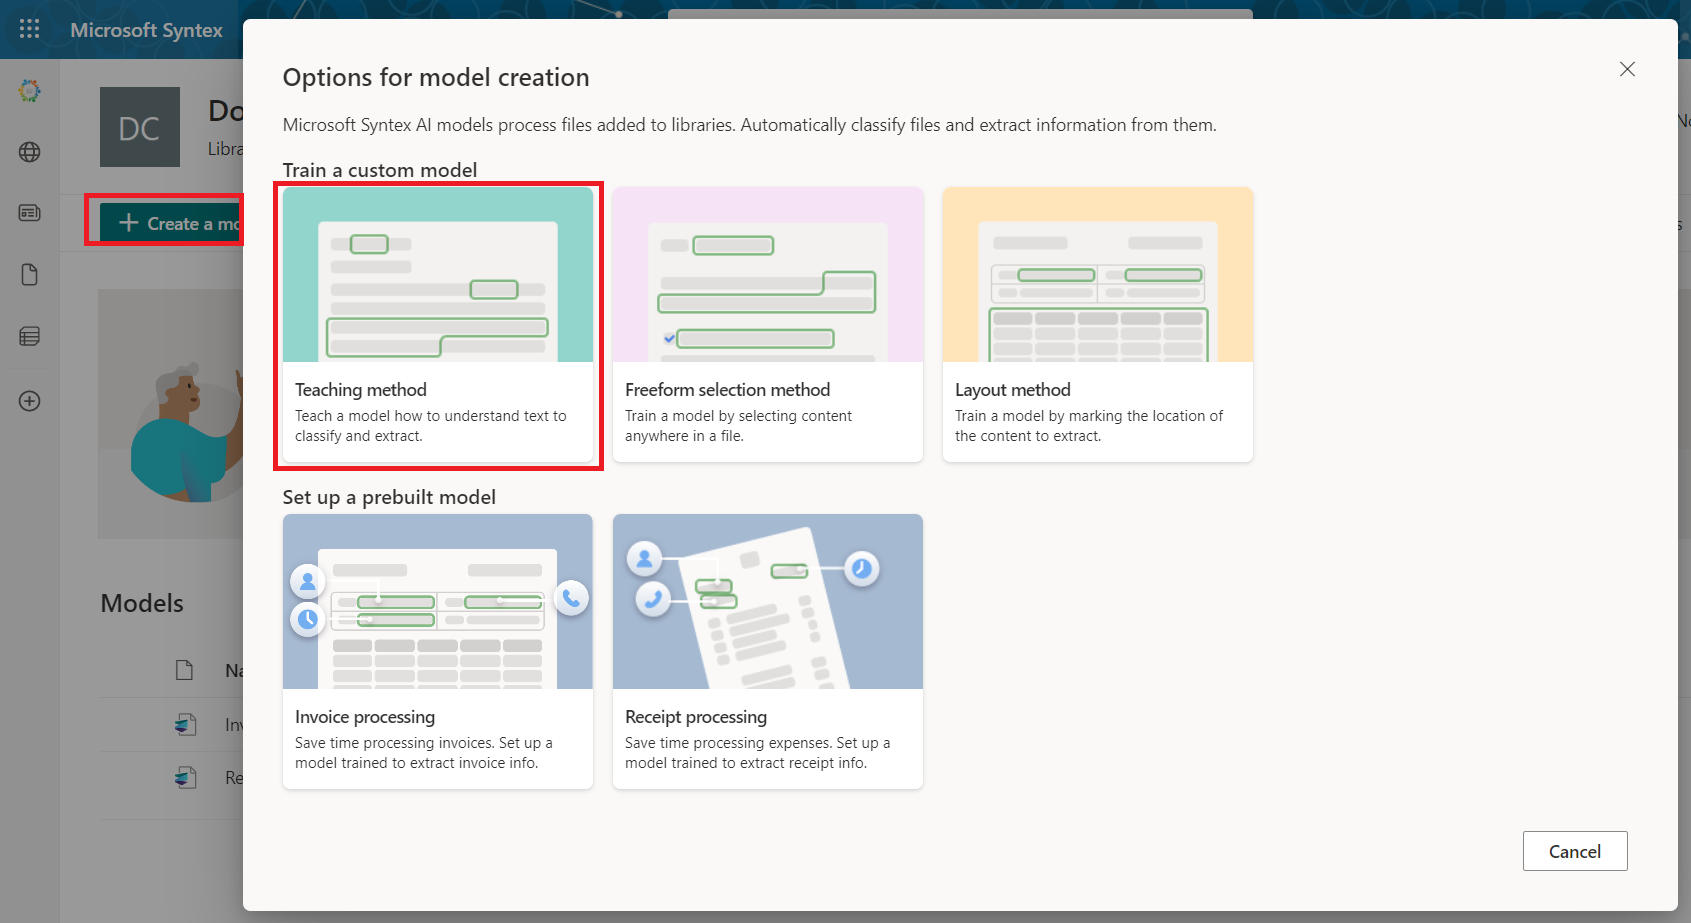 Microsoft Syntex
DC
Libra
Create a mo
Models
Options for model creation
Microsoft Syntex AI models process files added to libraries. Automatically classify files and extract information from them.
Train a custom model
Teaching method
Teach a model how to understand text to
classify and extract.
Freeform selection method
Train a model by selecting content
anywhere in a file.
Layout method
Train a model by marking the location of
the content to extract.
Set up a prebuilt model
Invoice processing
Save time processing invoices. Set up a
model trained to extract invoice info.
Receipt processing
Save time processing expenses. Set up a
model trained to extract receipt info.
Cancel